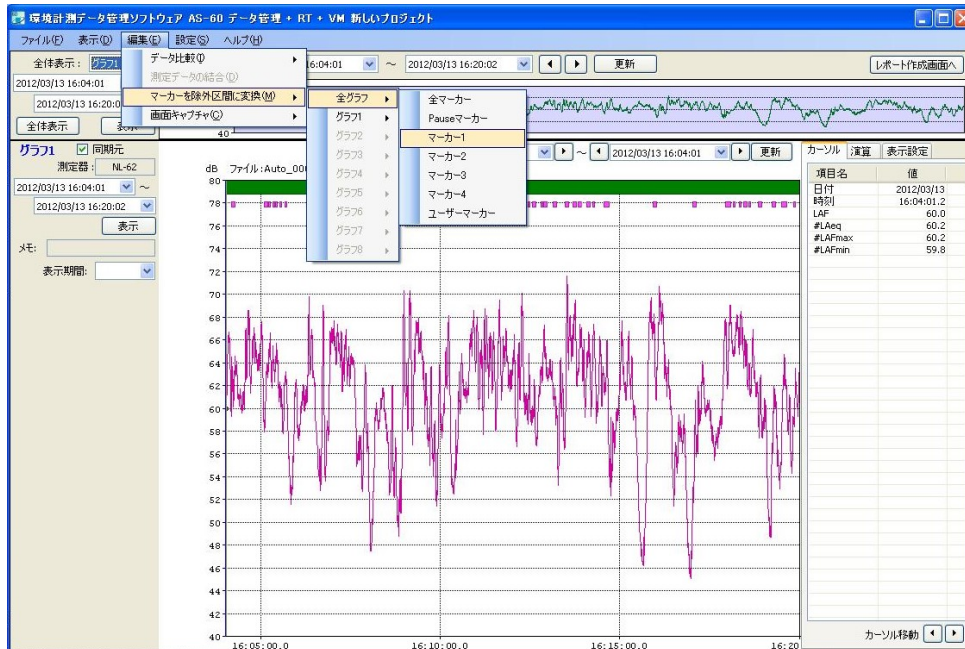 環境計測データ管理ソフトウェア AS-60 データ管理 + RT + VM 新しいプロジェクト
ファイル(F) 表示(D) 編集(E) 設定(S) ヘルプ(H)
全体表示: グラフ1
データ比較(I)
6:04:01 ～ 2012/03/13 16:20:02 更新 レポート作成画面へ
2012/03/13 16:04:01
測定データの結合(D)
2012/03/13 16:20:0
マーカーを除外区間に変換(M)
全グラフ
全マーカー
全体表示 表示
画面キャプチャ(C)
グラフ1
Pauseマーカー
40
グラフ2
マーカー1
グラフ3
マーカー2
グラフ4
マーカー3
グラフ5
マーカー4
グラフ6
ユーザーマーカー
グラフ7
グラフ8
グラフ1 同期元
測定器: NL-62
2012/03/13 16:04:01 ～
2012/03/13 16:20:02
表示
メモ:
表示期間:
dB ファイル:Auto_00
～ 2012/03/13 16:04:01 更新
80
78
76
74
72
70
68
66
64
62
60
58
56
54
52
50
48
46
44
42
40
16:05:00.0 16:10:00.0 16:15:00.0 16:20
カーソル 演算 表示設定
項目名 値
日付 2012/03/13
時刻 16:04:01.2
LAF 60.0
#LAeq 60.2
#LAFmax 60.2
#LAFmin 59.8
カーソル移動